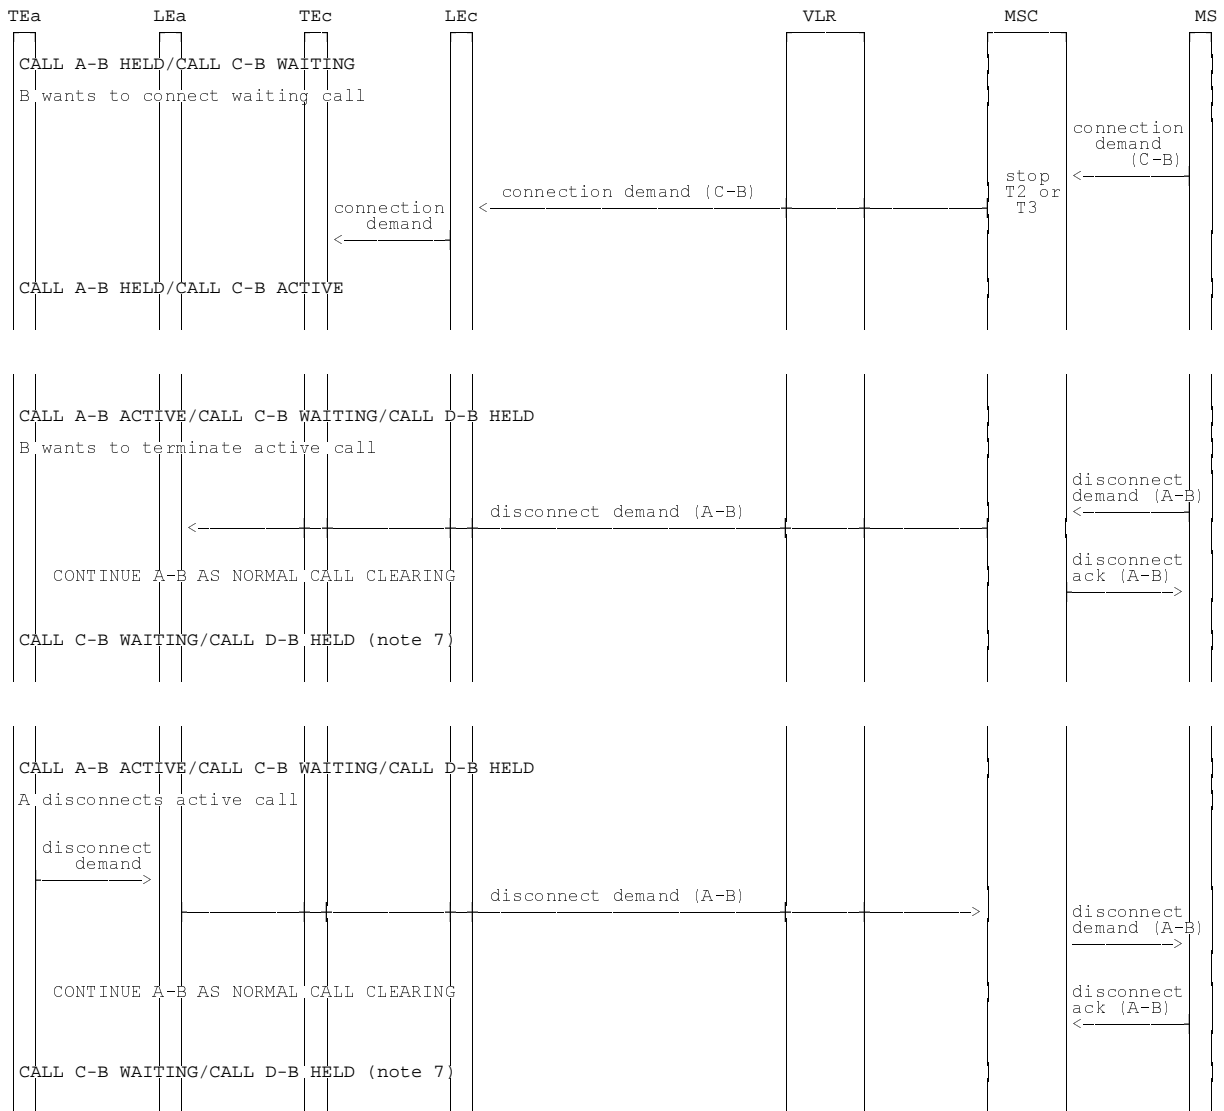 TEa LEa TEc LEc VLR MSC MS
CALL A-B HELD/CALL C-B WAITING
B wants to connect waiting call
connection
demand
(C-B)
stop
T2 or
T3
connection demand (C-B)
connection
demand
CALL A-B HELD/CALL C-B ACTIVE
CALL A-B ACTIVE/CALL C-B WAITING/CALL D-B HELD
B wants to terminate active call
disconnect
demand (A-B)
disconnect demand (A-B)
disconnect
ack (A-B)
CONTINUE A-B AS NORMAL CALL CLEARING
CALL C-B WAITING/CALL D-B HELD (note 7)
CALL A-B ACTIVE/CALL C-B WAITING/CALL D-B HELD
A disconnects active call
disconnect
demand
disconnect demand (A-B)
disconnect
demand (A-B)
CONTINUE A-B AS NORMAL CALL CLEARING
disconnect
ack (A-B)
CALL C-B WAITING/CALL D-B HELD (note 7)